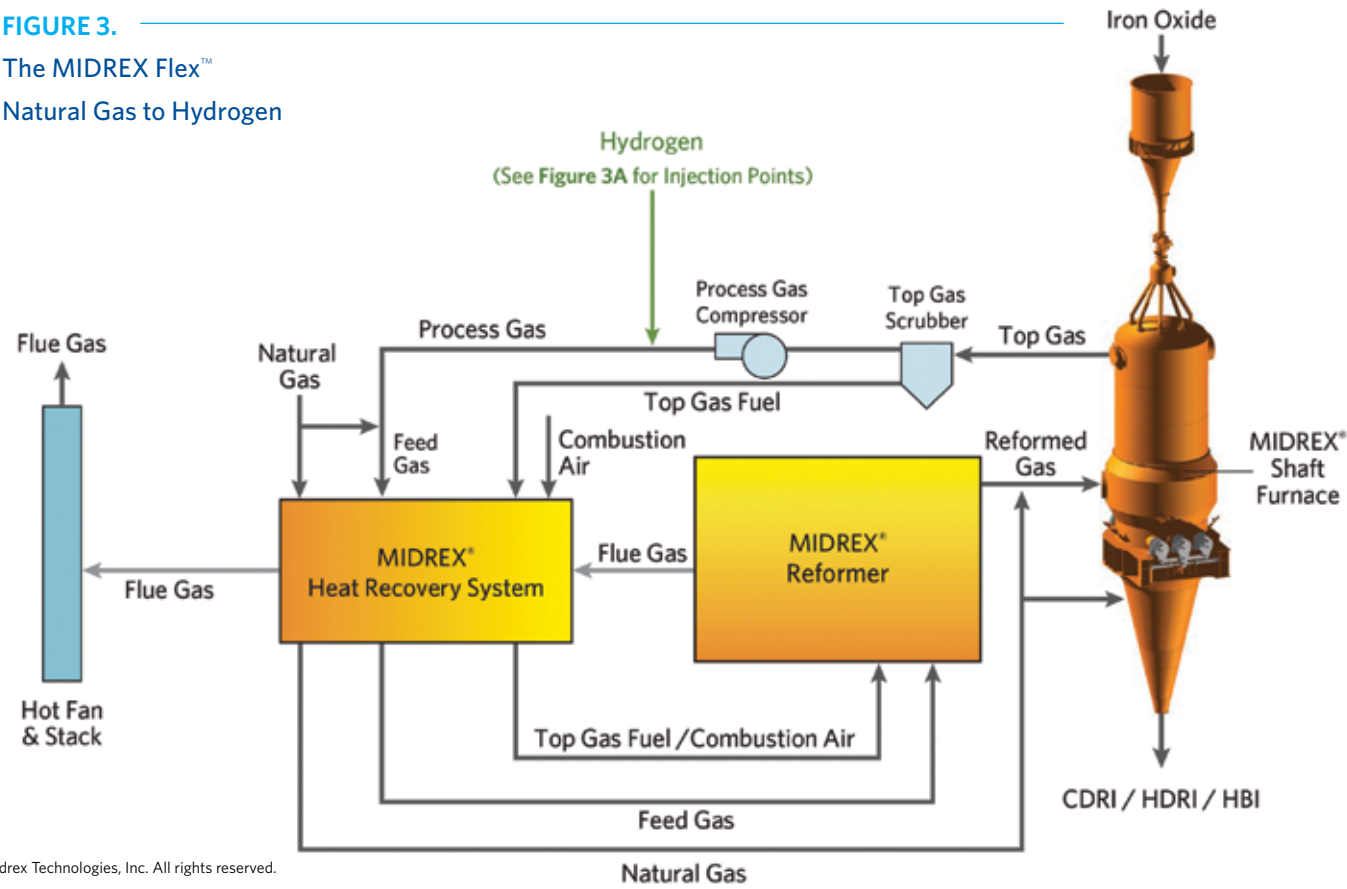 FIGURE 3.
The MIDREX Flex™
Natural Gas to Hydrogen
Iron Oxide
Hydrogen
(See Figure 3A for Injection Points)
Process Gas
Compressor
Top Gas
Scrubber
Top Gas
Process Gas
Flue Gas
Natural
Gas
Top Gas Fuel
Feed
Gas
Combustion
Air
Reformed
Gas
MIDREX®
Shaft
Furnace
MIDREX®
Heat Recovery System
Flue Gas
MIDREX®
Reformer
Flue Gas
Hot Fan
& Stack
Top Gas Fuel / Combustion Air
CDRI / HDRI / HBI
Feed Gas
Natural Gas
Technologies, Inc. All rights reserved.